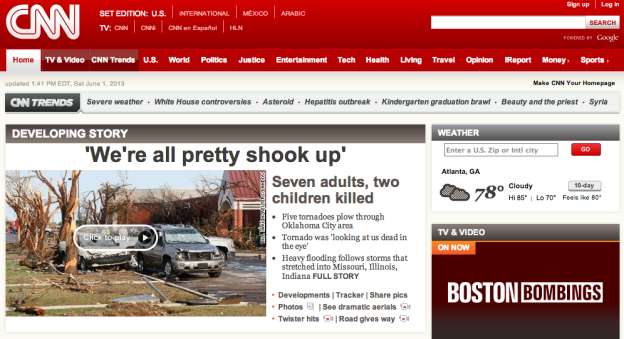 Sign up | Log in
CNN
SET EDITION: U.S. | INTERNATIONAL | MÉXICO | ARABIC
TV: CNN | CNNi | CNN en Español | HLN
SEARCH
POWERED BY Google
Home TV & Video CNN Trends U.S. World Politics Justice Entertainment Tech Health Living Travel Opinion iReport Money Sports
updated 1:41 PM EDT, Sat June 1, 2013
Make CNN Your Homepage
CNN TRENDS Severe weather • White House controversies • Asteroid • Hepatitis outbreak • Kindergarten graduation brawl • Beauty and the priest • Syria
DEVELOPING STORY
'We're all pretty shook up'
Click to play
Seven adults, two
children killed
• Five tornadoes plow through
Oklahoma City area
• Tornado was 'looking at us dead in
the eye'
• Heavy flooding follows storms that
stretched into Missouri, Illinois,
Indiana FULL STORY
• Developments | Tracker | Share pics
• Photos | See dramatic aerials
• Twister hits | Road gives way
WEATHER
Enter a U.S. Zip or Intl city GO
Atlanta, GA
78° Cloudy 10-day
Hi 85° | Lo 70° Feels like 80°
TV & VIDEO
ON NOW
BOSTON BOMBINGS